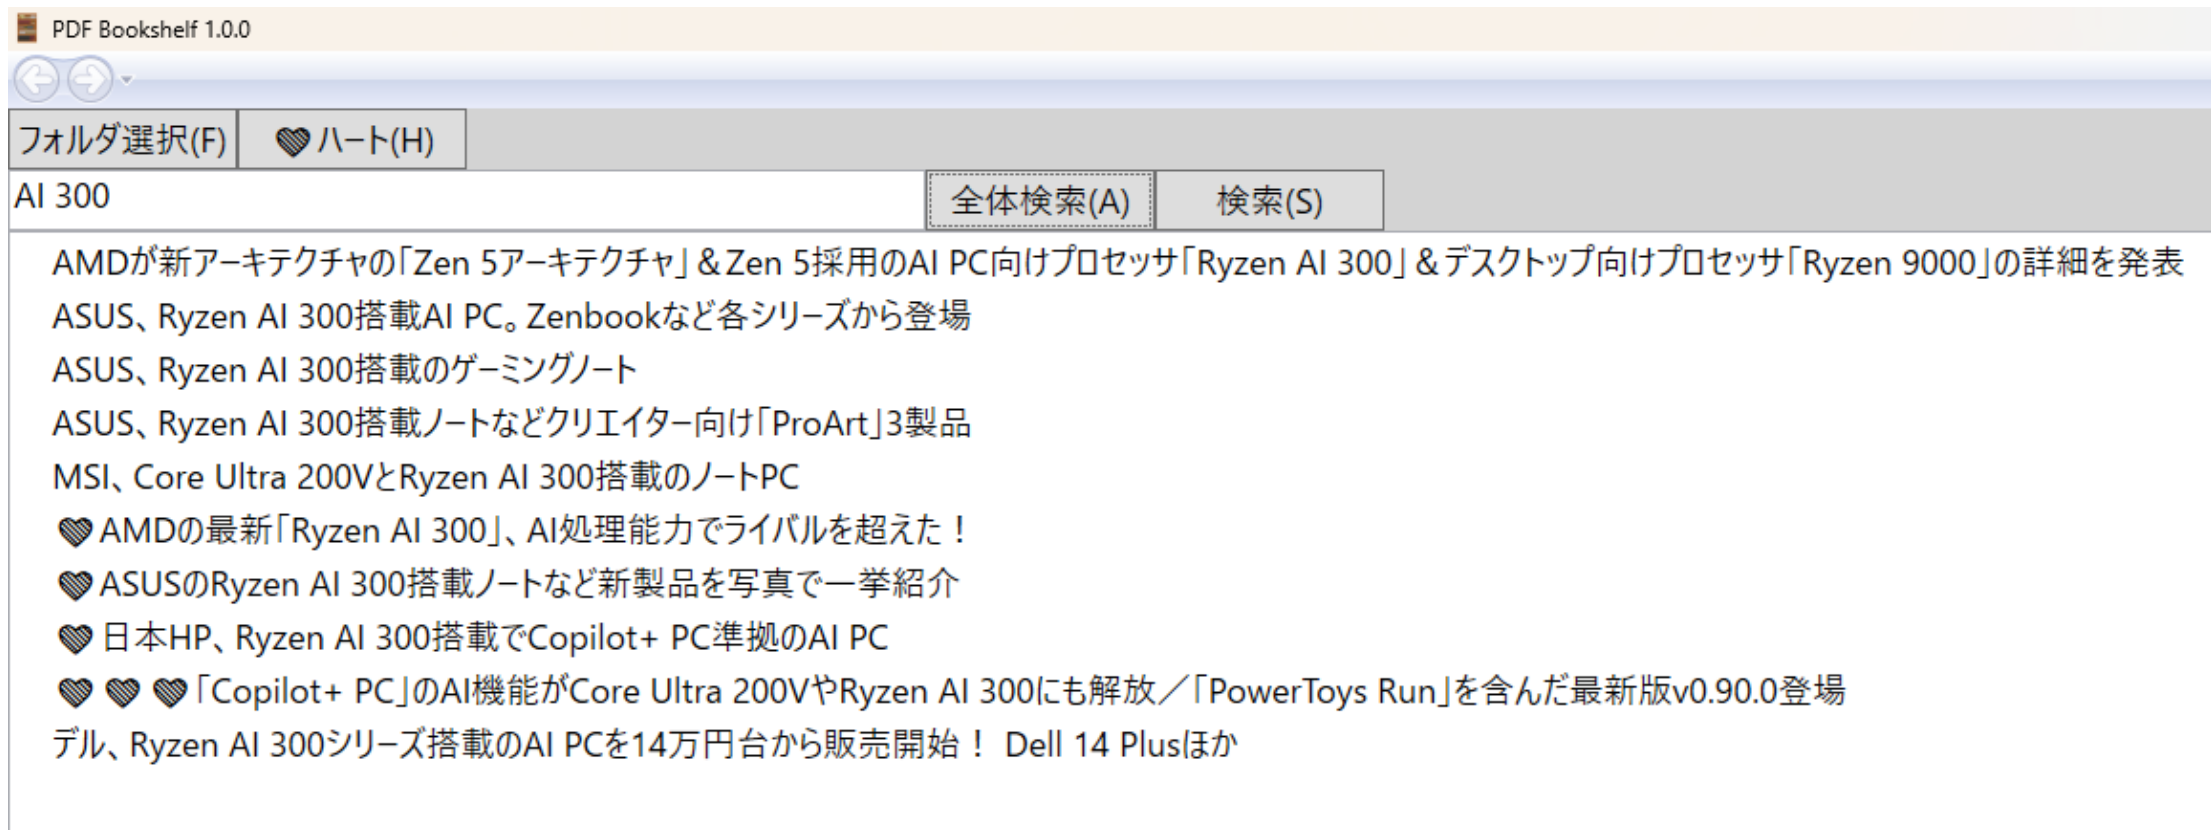 PDF Bookshelf 1.0.0
フォルダ選択(F) ♥ハート(H)
AI 300 全体検索(A) 検索(S)
AMDが新アーキテクチャの「Zen 5アーキテクチャ」＆Zen 5採用のAI PC向けプロセッサ「Ryzen AI 300」＆デスクトップ向けプロセッサ「Ryzen 9000」の詳細を発表
ASUS、Ryzen AI 300搭載AI PC。Zenbookなど各シリーズから登場
ASUS、Ryzen AI 300搭載のゲーミングノート
ASUS、Ryzen AI 300搭載ノートなどクリエイター向け「ProArt」3製品
MSI、Core Ultra 200VとRyzen AI 300搭載のノートPC
♥AMDの最新「Ryzen AI 300」、AI処理能力でライバルを超えた！
♥ASUSのRyzen AI 300搭載ノートなど新製品を写真で一挙紹介
♥日本HP、Ryzen AI 300搭載でCopilot+ PC準拠のAI PC
♥♥♥「Copilot+ PC」のAI機能がCore Ultra 200VやRyzen AI 300にも解放／「PowerToys Run」を含んだ最新版v0.90.0登場
デル、Ryzen AI 300シリーズ搭載のAI PCを14万円台から販売開始！ Dell 14 Plusほか